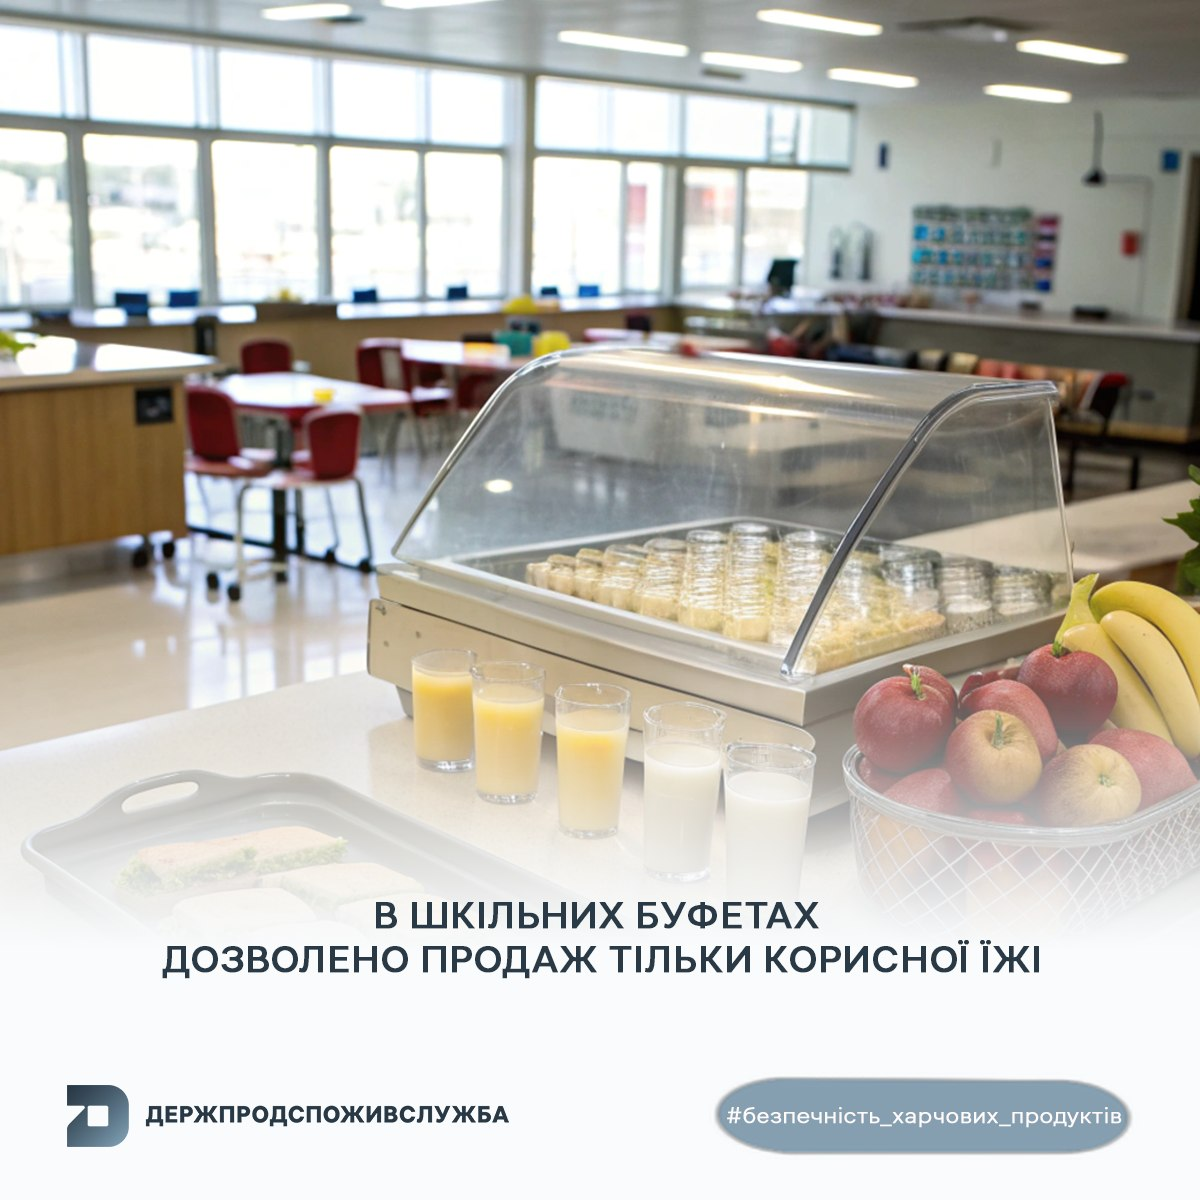 В ШКІЛЬНИХ БУФЕТАХ
ДОЗВОЛЕНО ПРОДАЖ ТІЛЬКИ КОРИСНОЇ ЇЖІ
ДЕРЖПРОДСПОЖИВСЛУЖБА
#безпечність_харчових_продуктів